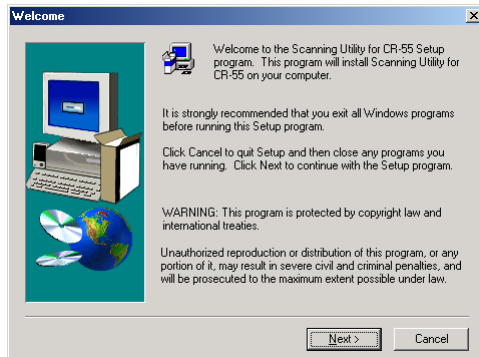 Welcome
Welcome to the Scanning Utility for CR-55 Setup
program. This program will install Scanning Utility for
CR-55 on your computer.
It is strongly recommended that you exit all Windows programs
before running this Setup program.
Click Cancel to quit Setup and then close any programs you
have running. Click Next to continue with the Setup program.
WARNING: This program is protected by copyright law and
international treaties.
Unauthorized reproduction or distribution of this program, or any
portion of it, may result in severe civil and criminal penalties, and
will be prosecuted to the maximum extent possible under law.
Next >
Cancel